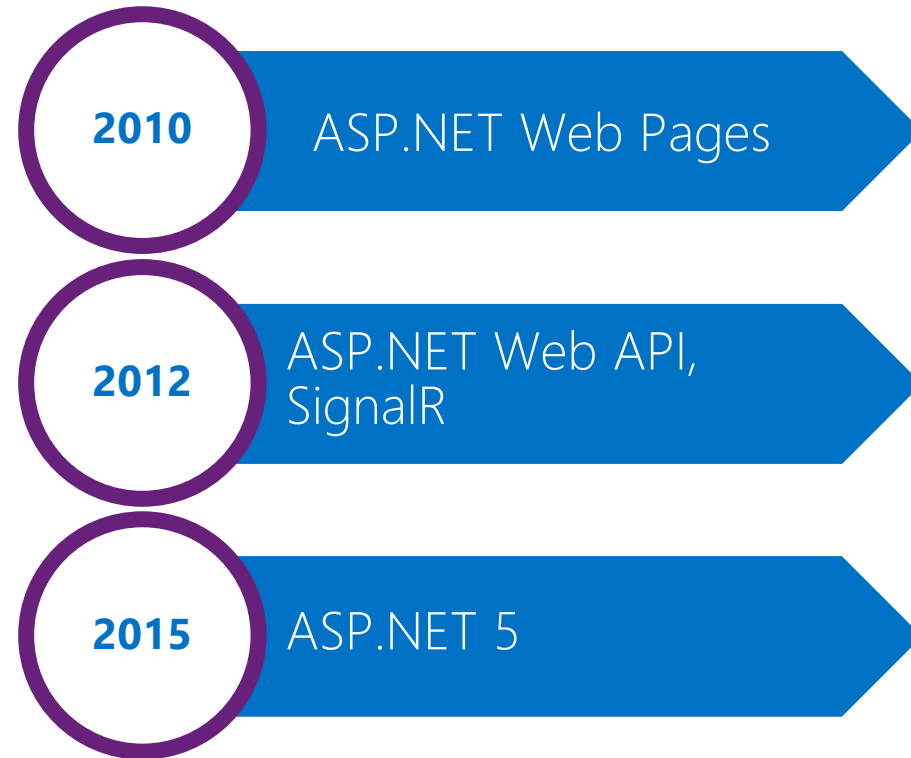 2010
ASP.NET Web Pages
2012
ASP.NET Web API,
SignalR
2015
ASP.NET 5